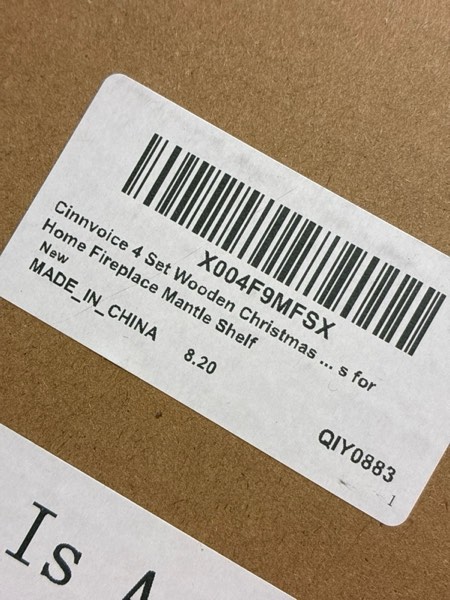 X004F9MFSX
Cinnvoice 4 Set Wooden Christmas ... s for
Home Fireplace Mantle Shelf
New
MADE_IN_CHINA
8.20
QIY0883
1
Is A